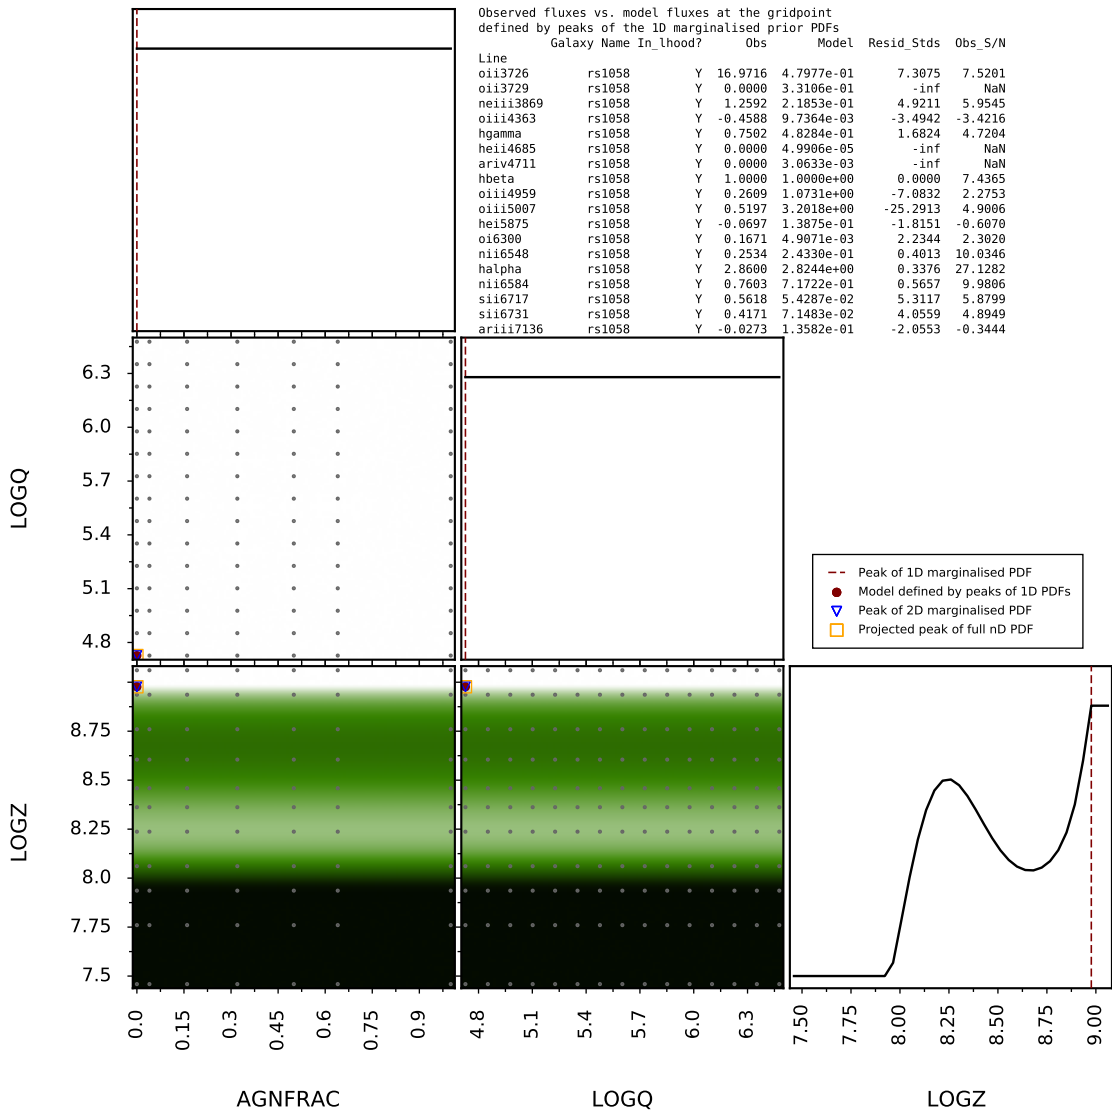 Observed fluxes vs. model fluxes at the gridpoint
defined by peaks of the 1D marginalised prior PDFs
Galaxy Name In_lhood? Obs Model Resid_Stds Obs_S/N
Line
oii3726 rs1058 Y 16.9716 4.7977e-01 7.3075 7.5201
oii3729 rs1058 Y 0.0000 3.3106e-01 -inf NaN
neiii3869 rs1058 Y 1.2592 2.1853e-01 4.9211 5.9545
oiii4363 rs1058 Y -0.4588 9.7364e-03 -3.4942 -3.4216
hgamma rs1058 Y 0.7502 4.8284e-01 1.6824 4.7204
heii4685 rs1058 Y 0.0000 4.9906e-05 -inf NaN
ariv4711 rs1058 Y 0.0000 3.0633e-03 -inf NaN
hbeta rs1058 Y 1.0000 1.0000e+00 0.0000 7.4365
oiii4959 rs1058 Y 0.2609 1.0731e+00 -7.0832 2.2753
oiii5007 rs1058 Y 0.5197 3.2018e+00 -25.2913 4.9006
hei5875 rs1058 Y -0.0697 1.3875e-01 -1.8151 -0.6070
oi6300 rs1058 Y 0.1671 4.9071e-03 2.2344 2.3020
nii6548 rs1058 Y 0.2534 2.4330e-01 0.4013 10.0346
halpha rs1058 Y 2.8600 2.8244e+00 0.3376 27.1282
nii6584 rs1058 Y 0.7603 7.1722e-01 0.5657 9.9806
sii6717 rs1058 Y 0.5618 5.4287e-02 5.3117 5.8799
sii6731 rs1058 Y 0.4171 7.1483e-02 4.0559 4.8949
ariii7136 rs1058 Y -0.0273 1.3582e-01 -2.0553 -0.3444
6.3
6.0
5.7
5.4
5.1
4.8
LOGQ
Peak of 1D marginalised PDF
Model defined by peaks of 1D PDFs
Peak of 2D marginalised PDF
Projected peak of full nD PDF
8.75
8.5
8.25
8.0
7.75
7.5
LOGZ
0.0 0.15 0.3 0.45 0.6 0.75 0.9
4.8 5.1 5.4 5.7 6.0 6.3
7.50 7.75 8.00 8.25 8.50 8.75 9.00
AGNFRAC LOGQ LOGZ